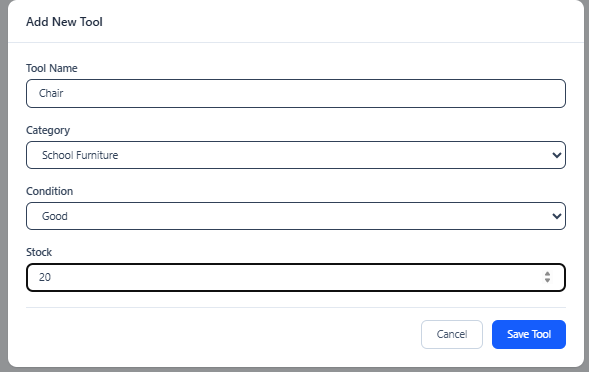 Add New Tool
Tool Name
Chair
Category
School Furniture
Condition
Good
Stock
20
Cancel
Save Tool